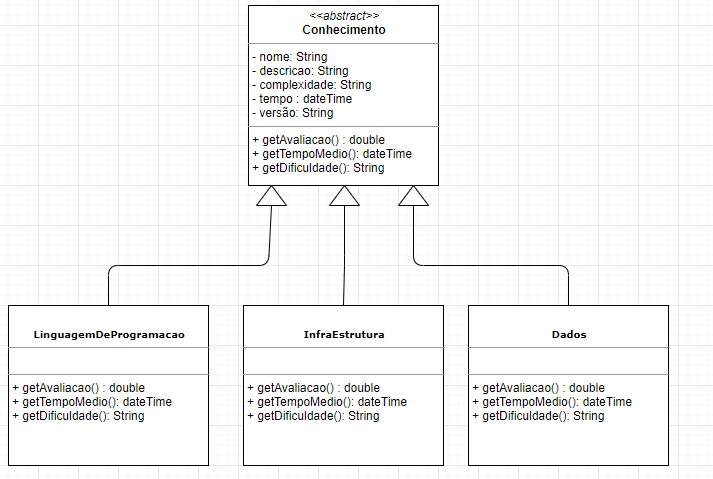 <<abstract>>
Conhecimento
- nome: String
- descricao: String
- complexidade: String
- tempo : dateTime
- versão: String
+ getAvaliacao() : double
+ getTempoMedio(): dateTime
+ getDificuldade(): String
LinguagemDeProgramacao
+ getAvaliacao() : double
+ getTempoMedio(): dateTime
+ getDificuldade(): String
InfraEstrutura
+ getAvaliacao() : double
+ getTempoMedio(): dateTime
+ getDificuldade(): String
Dados
+ getAvaliacao() : double
+ getTempoMedio(): dateTime
+ getDificuldade(): String